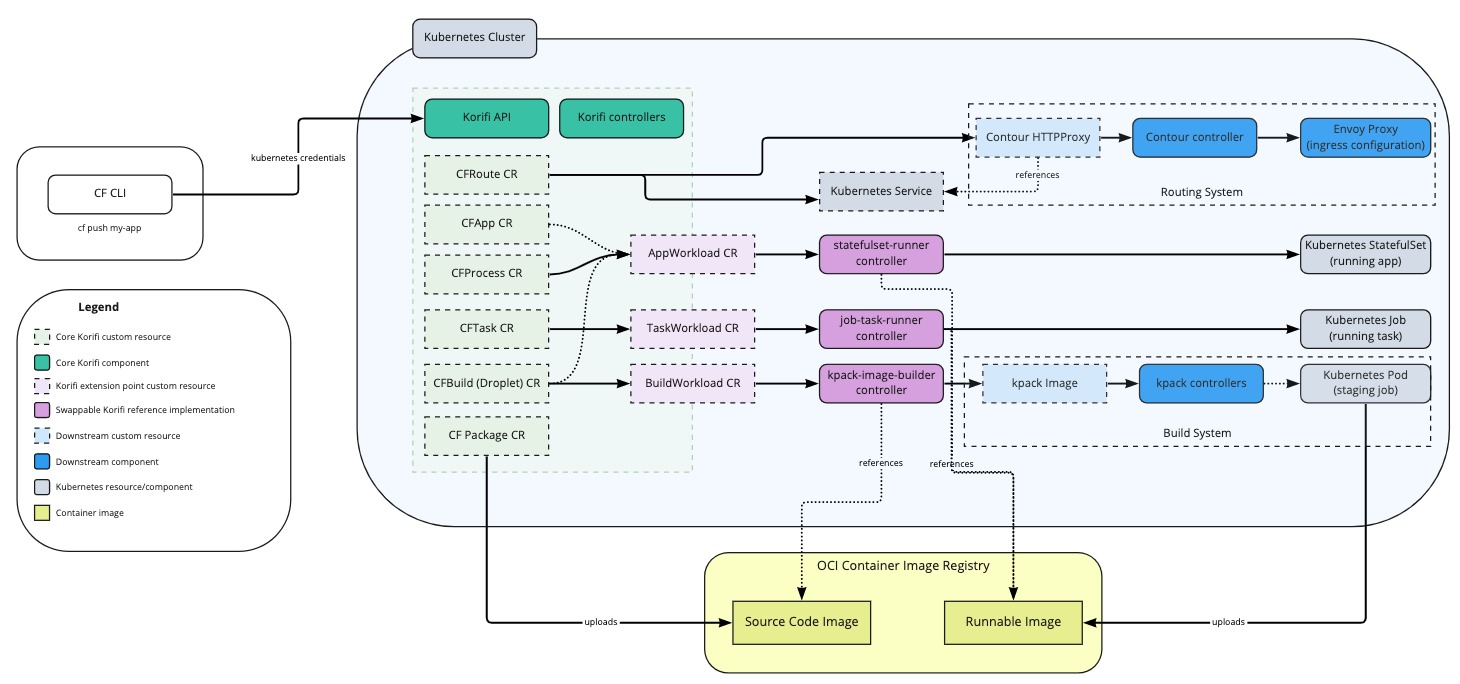 Kubernetes Cluster
Korifi API
Korifi controllers
kubernetes credentials
CF CLI
cf push my-app
CFRoute CR
CFApp CR
CFProcess CR
CFTask CR
CFBuild (Droplet) CR
CF Package CR
AppWorkload CR
TaskWorkload CR
BuildWorkload CR
Contour HTTPProxy
Contour controller
Envoy Proxy
(ingress configuration)
references
Kubernetes Service
Routing System
statefulset-runner
controller
Kubernetes StatefulSet
(running app)
job-task-runner
controller
Kubernetes Job
(running task)
kpack-image-builder
controller
kpack Image
kpack controllers
Kubernetes Pod
(staging job)
Build System
references
references
Legend
Core Korifi custom resource
Core Korifi component
Korifi extension point custom resource
Swappable Korifi reference implementation
Downstream custom resource
Downstream component
Kubernetes resource/component
Container image
OCI Container Image Registry
uploads
Source Code Image
Runnable Image
uploads